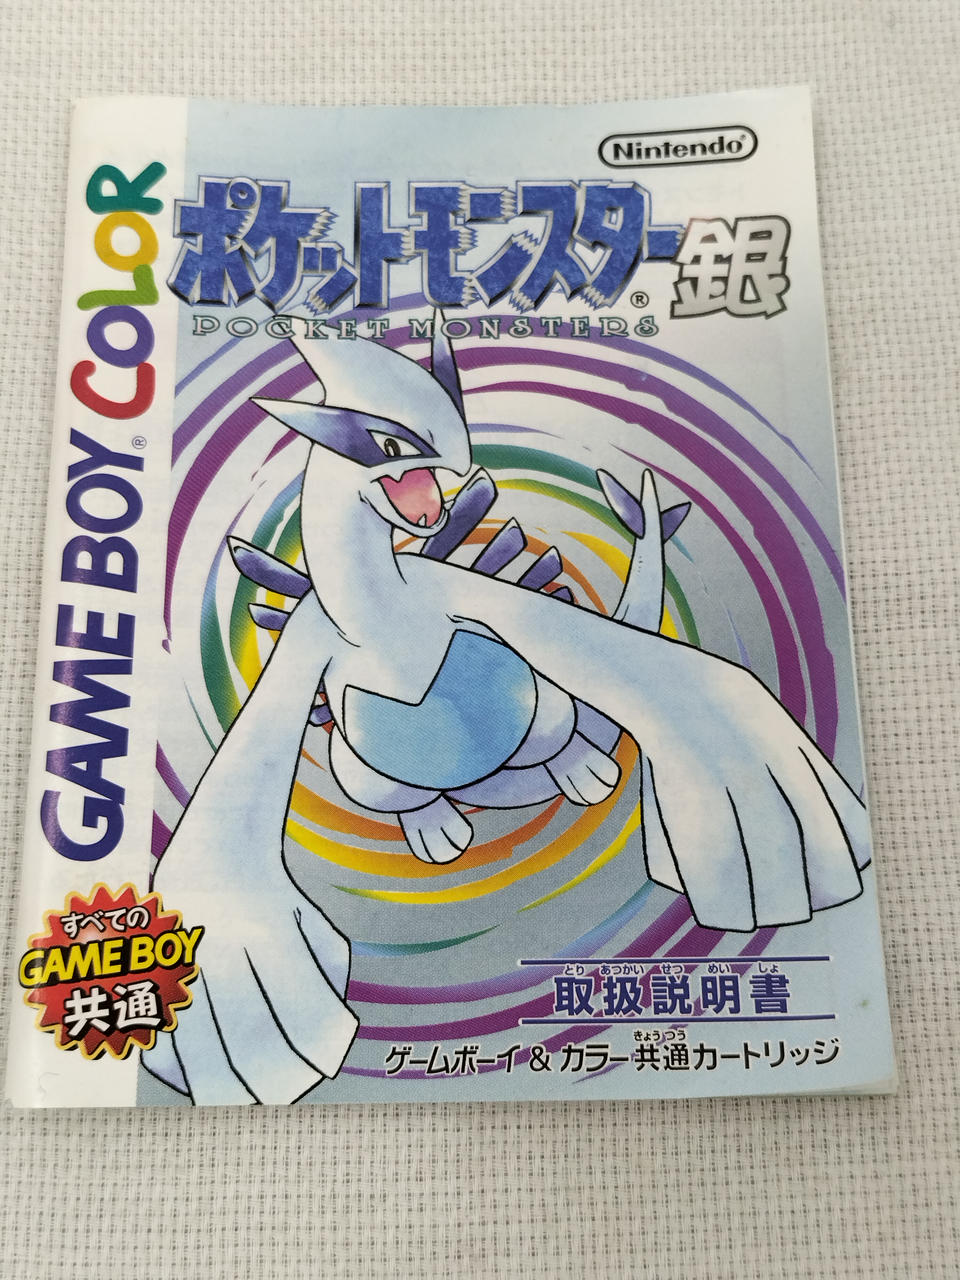 Nintendo®
ポケットモンスター®銀
POCKET MONSTERS
GAME BOY® COLOR
すべての
GAME BOY
共通
とり あつかい せつ めい しょ
取扱説明書
きょうつう
ゲームボーイ & カラー共通カートリッジ